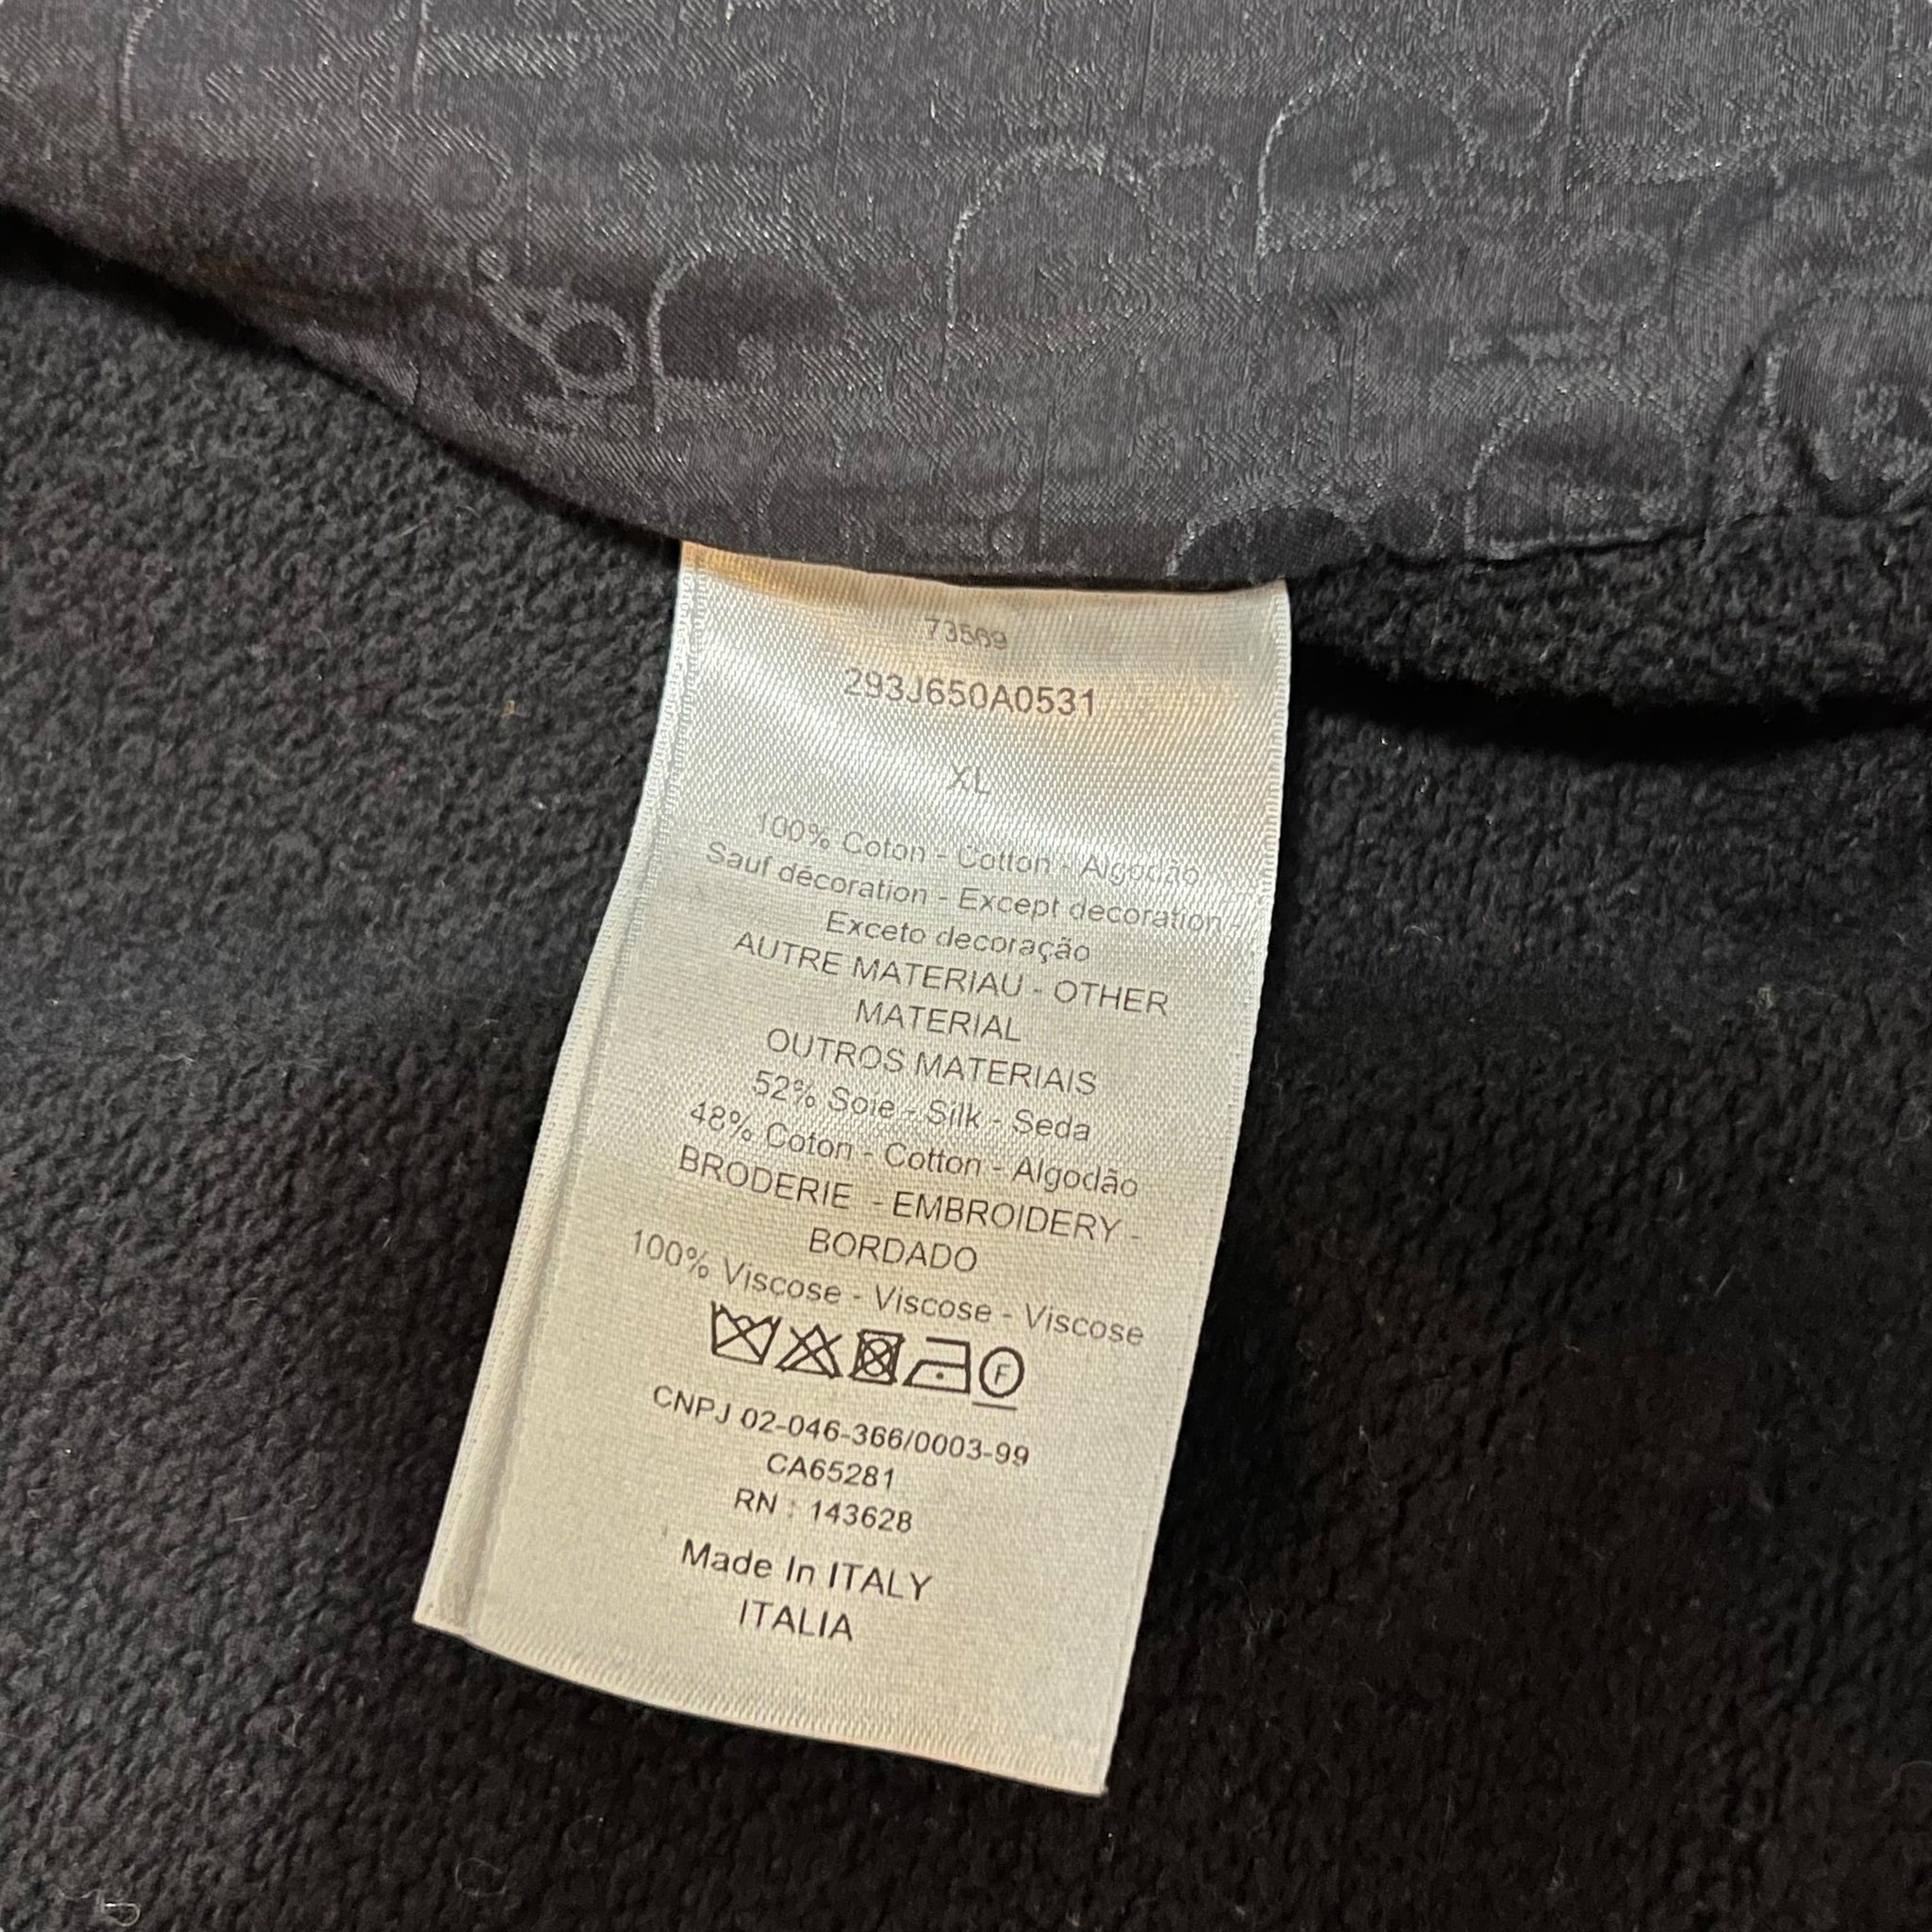 73569
293J650A0531
XL
100% Coton - Cotton - Algodão
Sauf décoration - Except decoration -
Exceto decoração
AUTRE MATERIAU - OTHER
MATERIAL
OUTROS MATERIAIS
52% Soie - Silk - Seda
48% Coton - Cotton - Algodão
BRODERIE - EMBROIDERY -
BORDADO
100% Viscose - Viscose - Viscose
F
CNPJ 02-046-366/0003-99
CA65281
RN : 143628
Made In ITALY
ITALIA